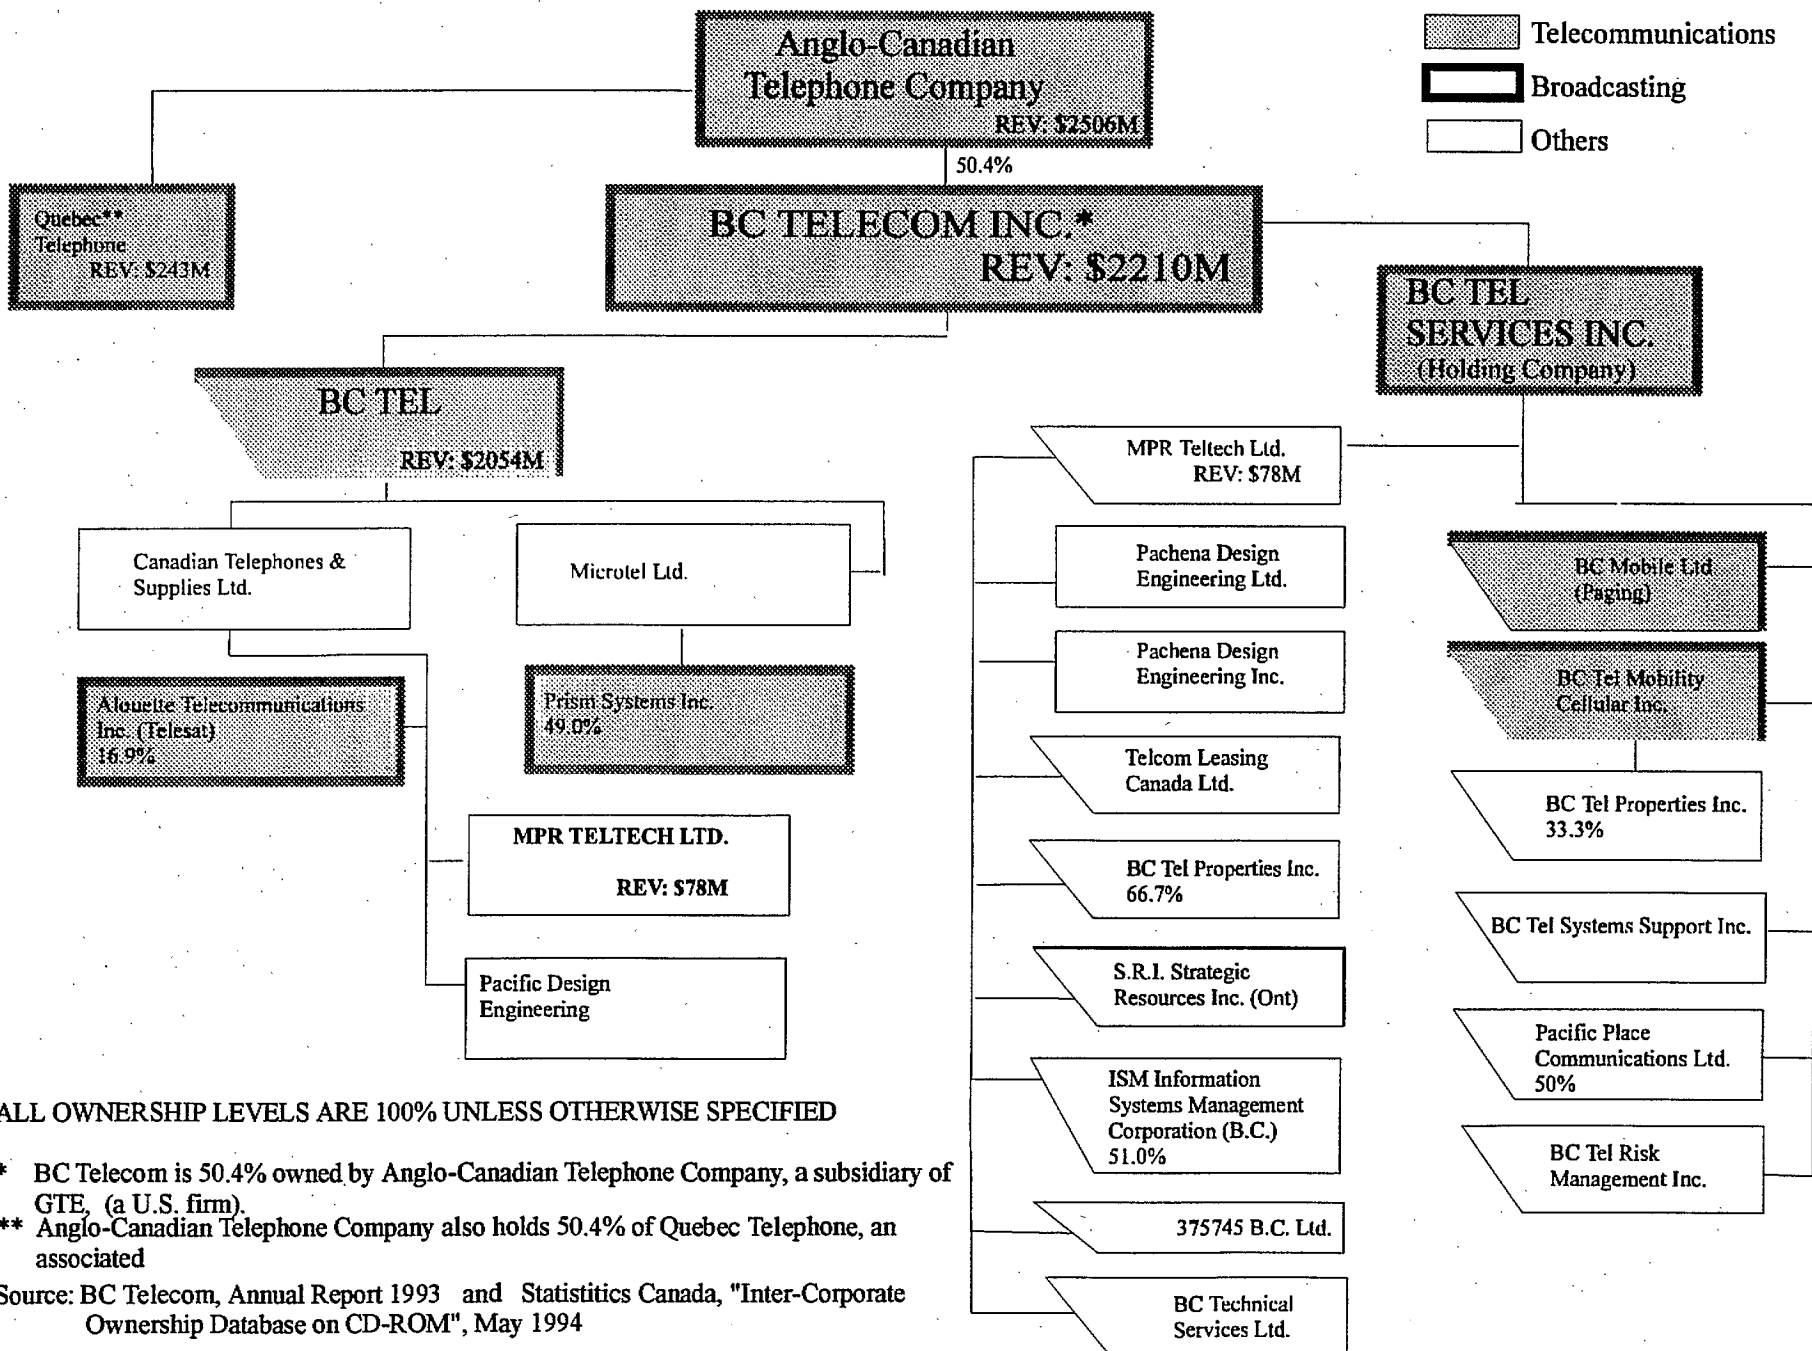 Anglo-Canadian
Telephone Company
REV: $2506M
Telecommunications
Broadcasting
Others
50.4%
Quebec**
Telephone
REV: $243M
BC TELECOM INC.*
REV: $2210M
BC TEL
SERVICES INC.
(Holding Company)
BC TEL
REV: $2054M
Canadian Telephones &
Supplies Ltd.
Microtel Ltd.
Alouette Telecommunications
Inc. (Telesat)
16.9%
Prism Systems Inc.
49.0%
MPR TELTECH LTD.
REV: $78M
Pacific Design
Engineering
MPR Teltech Ltd.
REV: $78M
Pachena Design
Engineering Ltd.
Pachena Design
Engineering Inc.
Telcom Leasing
Canada Ltd.
BC Tel Properties Inc.
66.7%
S.R.I. Strategic
Resources Inc. (Ont)
ISM Information
Systems Management
Corporation (B.C.)
51.0%
375745 B.C. Ltd.
BC Technical
Services Ltd.
BC Mobile Ltd
(Paging)
BC Tel Mobility
Cellular Inc.
BC Tel Properties Inc.
33.3%
BC Tel Systems Support Inc.
Pacific Place
Communications Ltd.
50%
BC Tel Risk
Management Inc.
ALL OWNERSHIP LEVELS ARE 100% UNLESS OTHERWISE SPECIFIED
* BC Telecom is 50.4% owned by Anglo-Canadian Telephone Company, a subsidiary of
GTE, (a U.S. firm).
** Anglo-Canadian Telephone Company also holds 50.4% of Quebec Telephone, an
associated
Source: BC Telecom, Annual Report 1993 and Statistitics Canada, "Inter-Corporate
Ownership Database on CD-ROM", May 1994